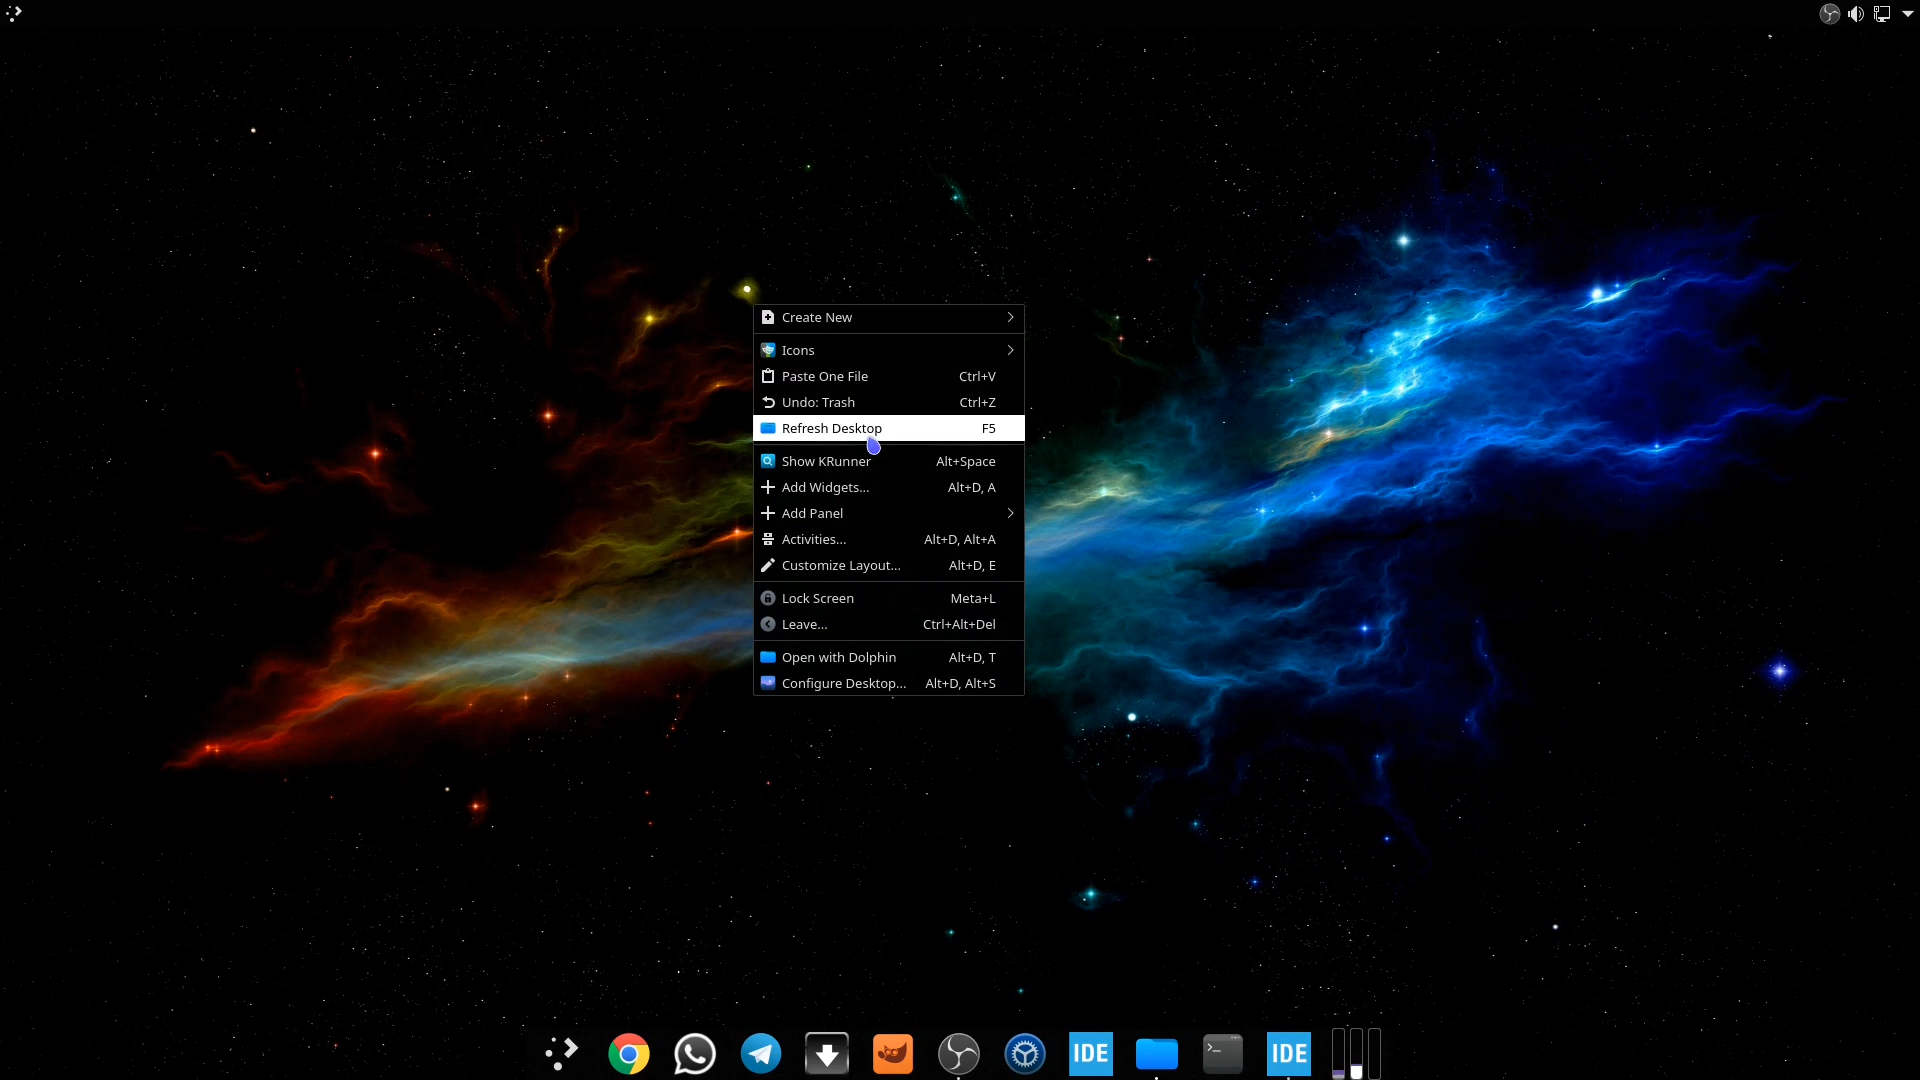 Create New
Icons
Paste One File Ctrl+V
Undo: Trash Ctrl+Z
Refresh Desktop F5
Show KRunner Alt+Space
Add Widgets... Alt+D, A
Add Panel
Activities... Alt+D, Alt+A
Customize Layout... Alt+D, E
Lock Screen Meta+L
Leave... Ctrl+Alt+Del
Open with Dolphin Alt+D, T
Configure Desktop... Alt+D, Alt+S
IDE IDE